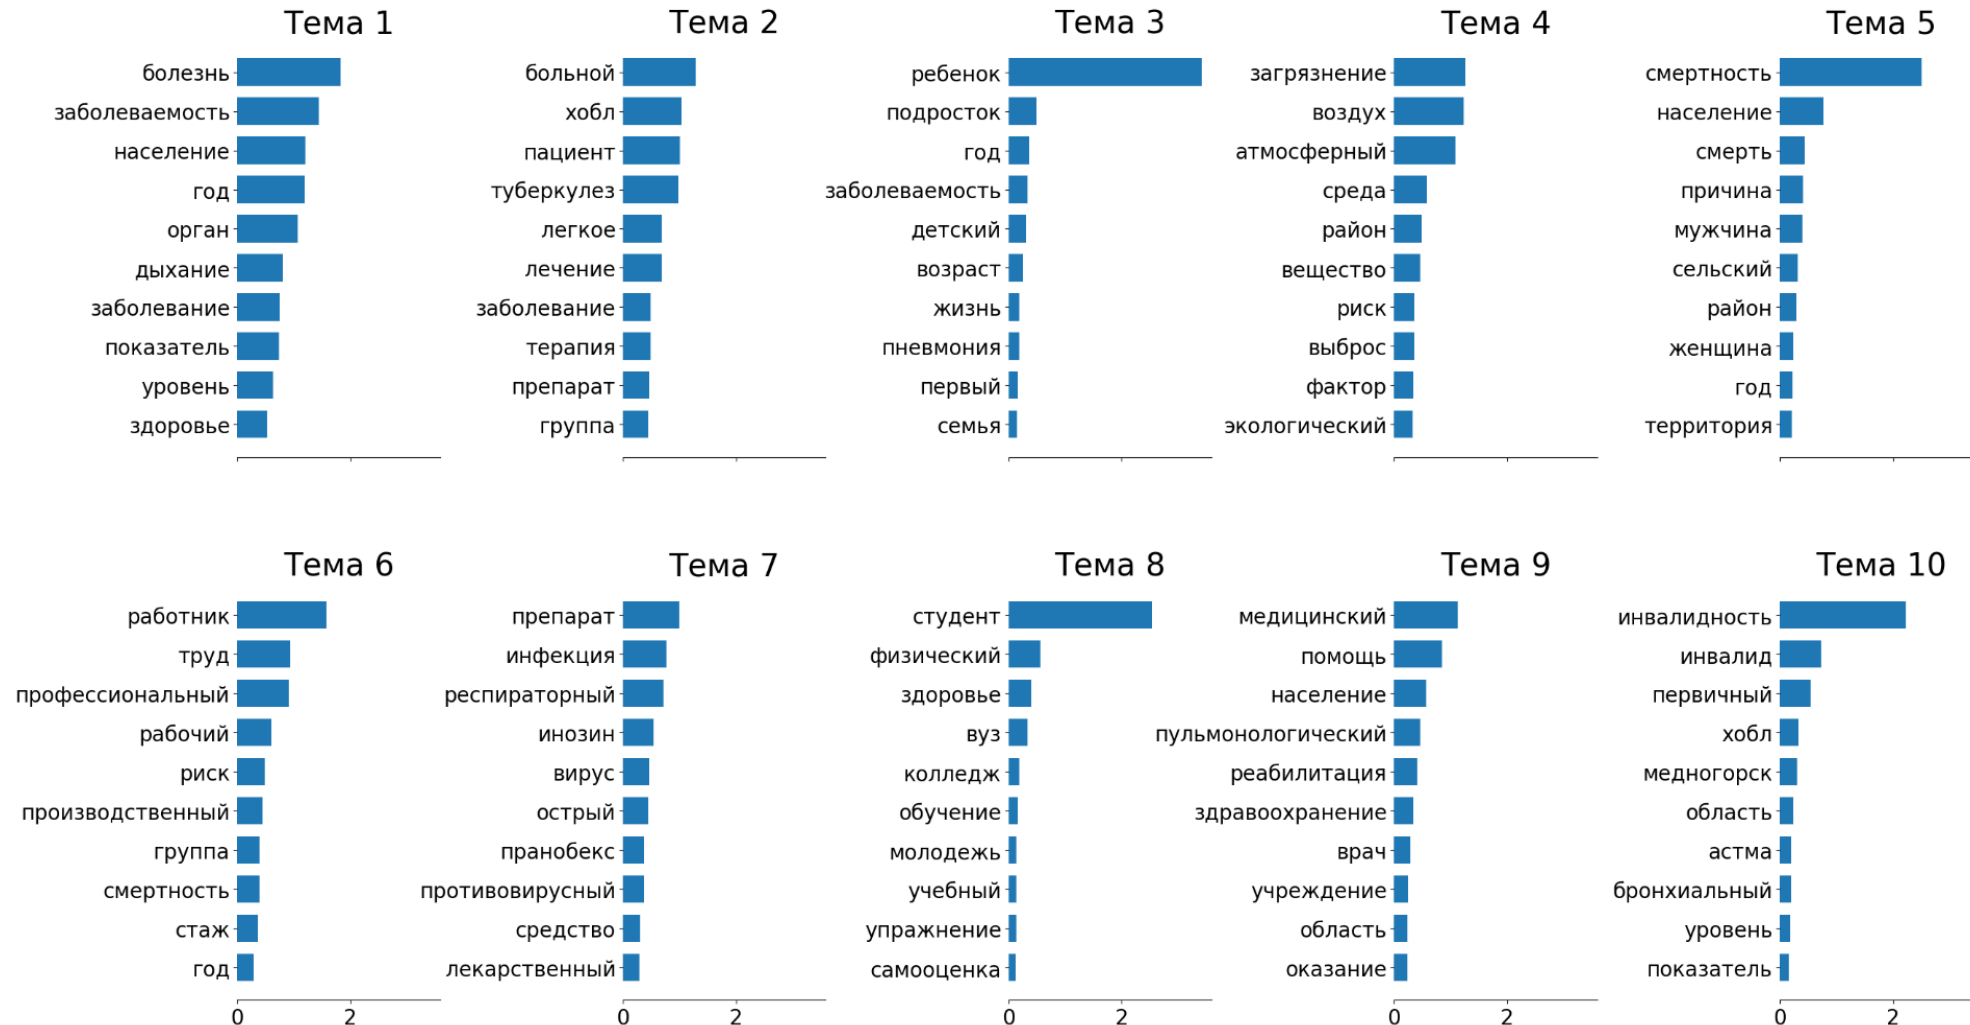 Тема 1
болезнь
заболеваемость
население
год
орган
дыхание
заболевание
показатель
уровень
здоровье
Тема 2
больной
хобл
пациент
туберкулез
легкое
лечение
заболевание
терапия
препарат
группа
Тема 3
ребенок
подросток
год
заболеваемость
детский
возраст
жизнь
пневмония
первый
семья
Тема 4
загрязнение
воздух
атмосферный
среда
район
вещество
риск
выброс
фактор
экологический
Тема 5
смертность
население
смерть
причина
мужчина
сельский
район
женщина
год
территория
Тема 6
работник
труд
профессиональный
рабочий
риск
производственный
группа
смертность
стаж
год
0 2
Тема 7
препарат
инфекция
респираторный
инозин
вирус
острый
пранобекс
противовирусный
средство
лекарственный
0 2
Тема 8
студент
физический
здоровье
вуз
колледж
обучение
молодежь
учебный
упражнение
самооценка
0 2
Тема 9
медицинский
помощь
население
пульмонологический
реабилитация
здравоохранение
врач
учреждение
область
оказание
0 2
Тема 10
инвалидность
инвалид
первичный
хобл
медногорск
область
астма
бронхиальный
уровень
показатель
0 2